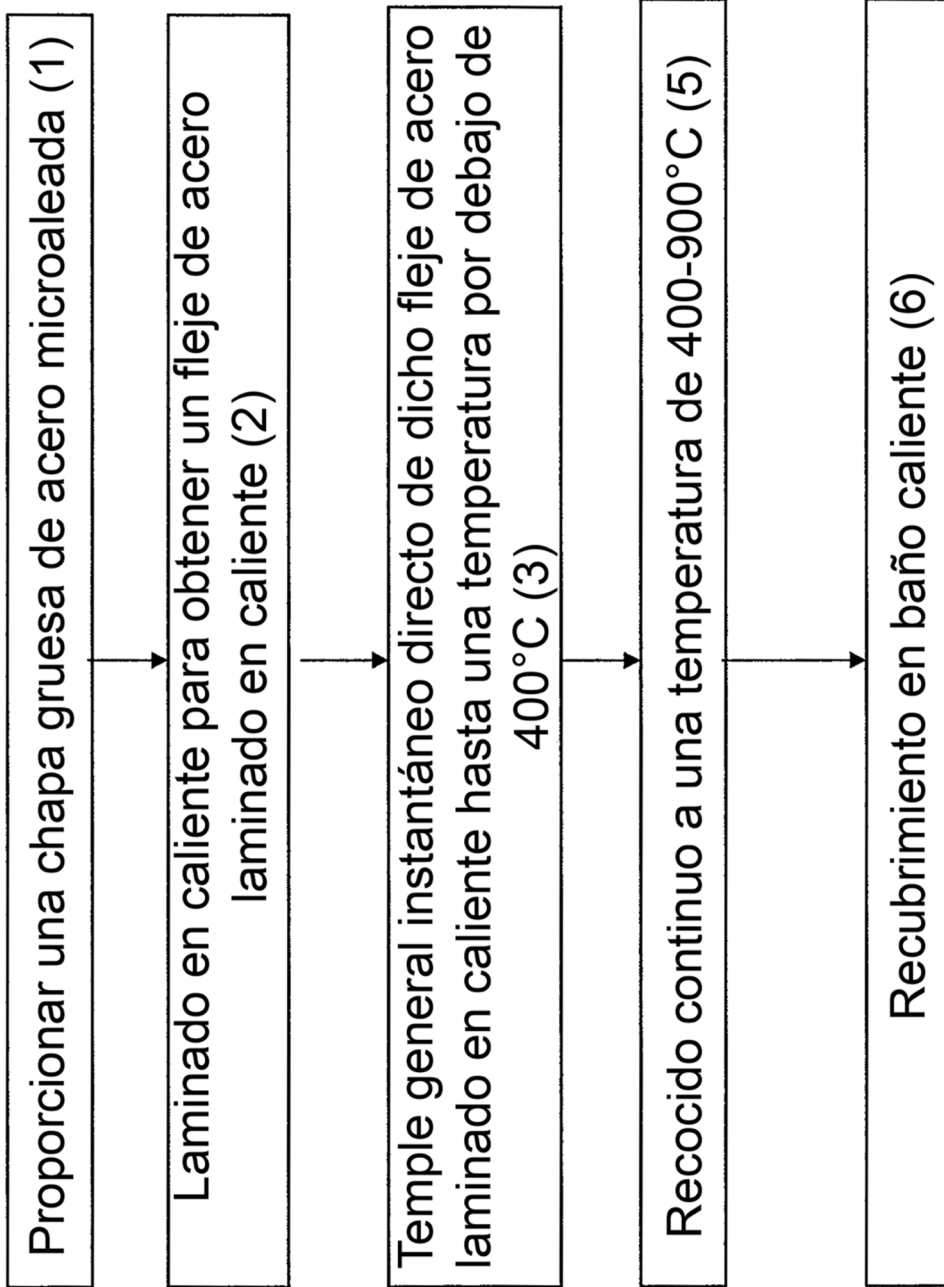 Proporcionar una chapa gruesa de acero microaleada (1)
Laminado en caliente para obtener un fleje de acero
laminado en caliente (2)
Temple general instantáneo directo de dicho fleje de acero
laminado en caliente hasta una temperatura por debajo de
400°C (3)
Recocido continuo a una temperatura de 400-900°C (5)
Recubrimiento en baño caliente (6)